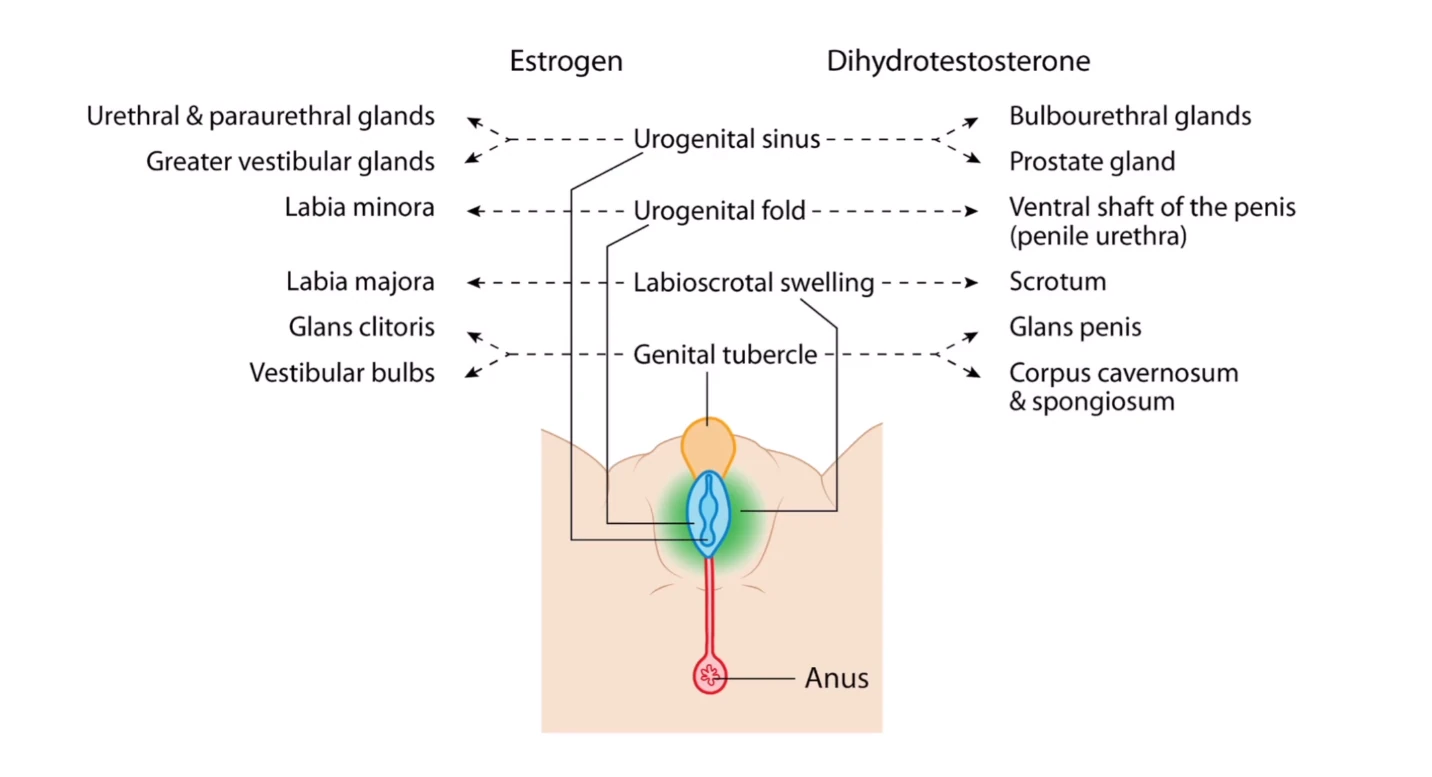 Estrogen
Dihydrotestosterone
Urethral & paraurethral glands
Greater vestibular glands
Urogenital sinus
Bulbourethral glands
Prostate gland
Labia minora
Urogenital fold
Ventral shaft of the penis
(penile urethra)
Labia majora
Labioscrotal swelling
Scrotum
Glans clitoris
Vestibular bulbs
Genital tubercle
Glans penis
Corpus cavernosum
& spongiosum
Anus